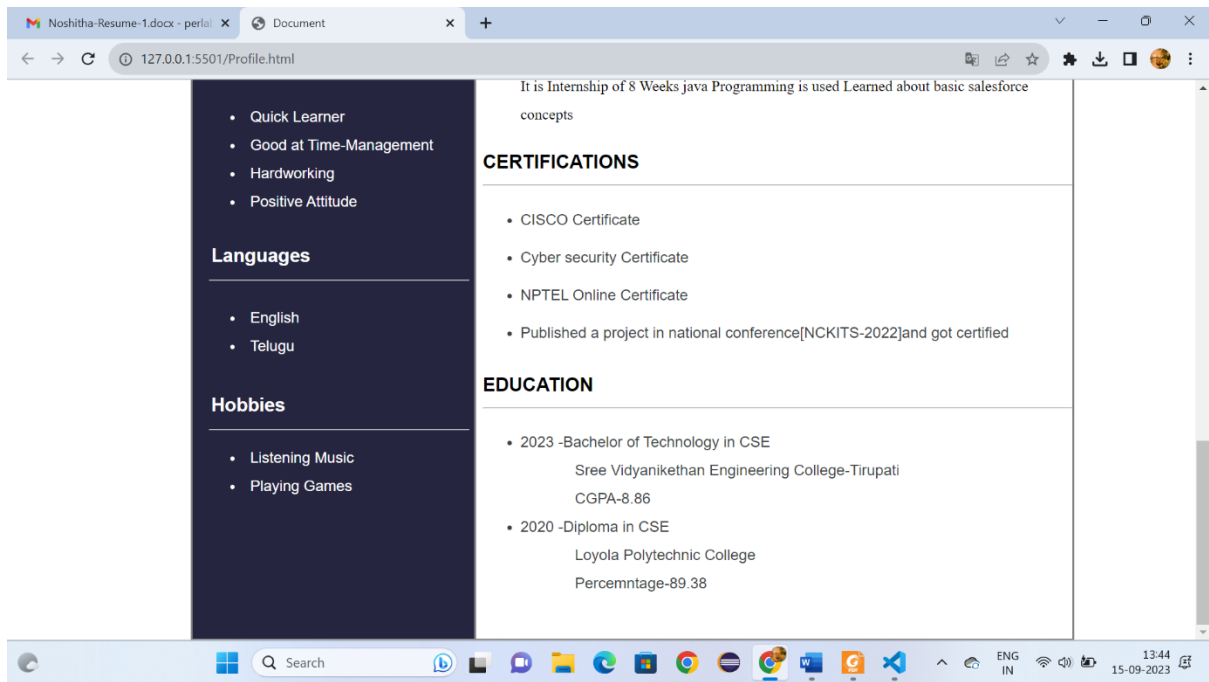 Noshitha-Resume-1.docx - perlal
Document
127.0.0.1:5501/Profile.html
Quick Learner
Good at Time-Management
Hardworking
Positive Attitude
Languages
English
Telugu
Hobbies
Listening Music
Playing Games
It is Internship of 8 Weeks java Programming is used Learned about basic salesforce
concepts
CERTIFICATIONS
CISCO Certificate
Cyber security Certificate
NPTEL Online Certificate
Published a project in national conference[NCKITS-2022]and got certified
EDUCATION
2023 -Bachelor of Technology in CSE
Sree Vidyanikethan Engineering College-Tirupati
CGPA-8.86
2020 -Diploma in CSE
Loyola Polytechnic College
Percemntage-89.38
Search
ENG
IN
13:44
15-09-2023